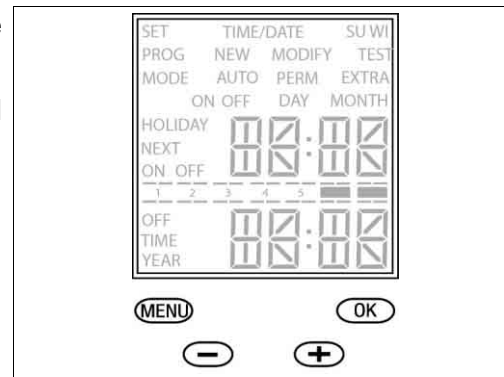 SET TIME/DATE SU WI
PROG NEW MODIFY TEST
MODE AUTO PERM EXTRA
ON OFF DAY MONTH
HOLIDAY
NEXT
ON OFF
1 2 3 4 5
OFF
TIME
YEAR
MENU OK
− +